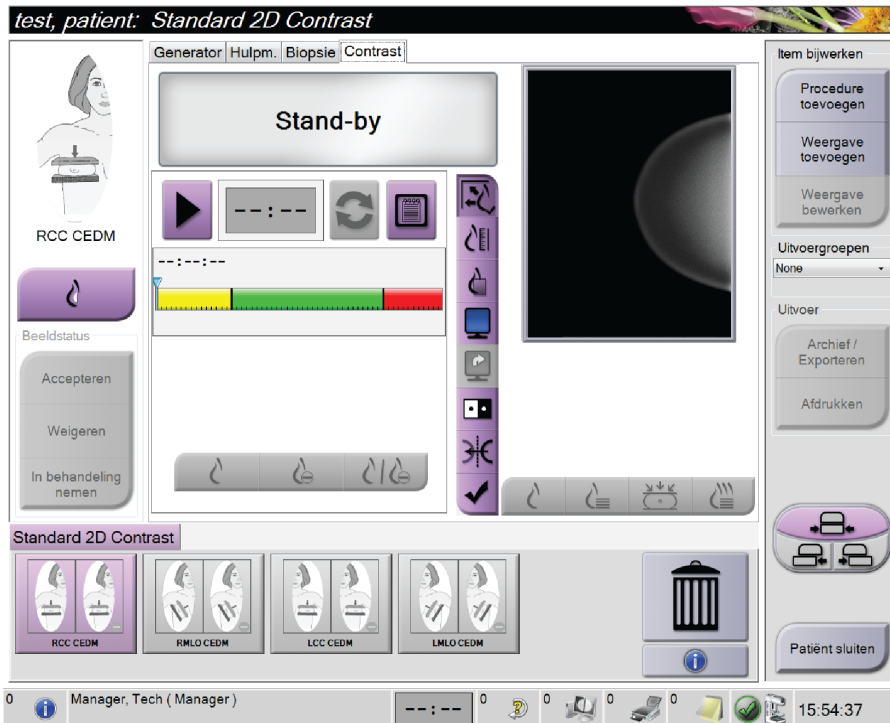 test, patient: Standard 2D Contrast
Generator
Hulpm.
Biopsie
Contrast
Stand-by
--:--
--:--:--
RCC CEDM
Beeldstatus
Accepteren
Weigeren
In behandeling
nemen
Item bijwerken
Procedure
toevoegen
Weergave
toevoegen
Weergave
bewerken
Uitvoergroepen
None
Uitvoer
Archief /
Exporteren
Afdrukken
Standard 2D Contrast
RCC CEDM
RMLO CEDM
LCC CEDM
LMLO CEDM
Patiënt sluiten
0
Manager, Tech ( Manager )
--:--
0
0
0
0
15:54:37